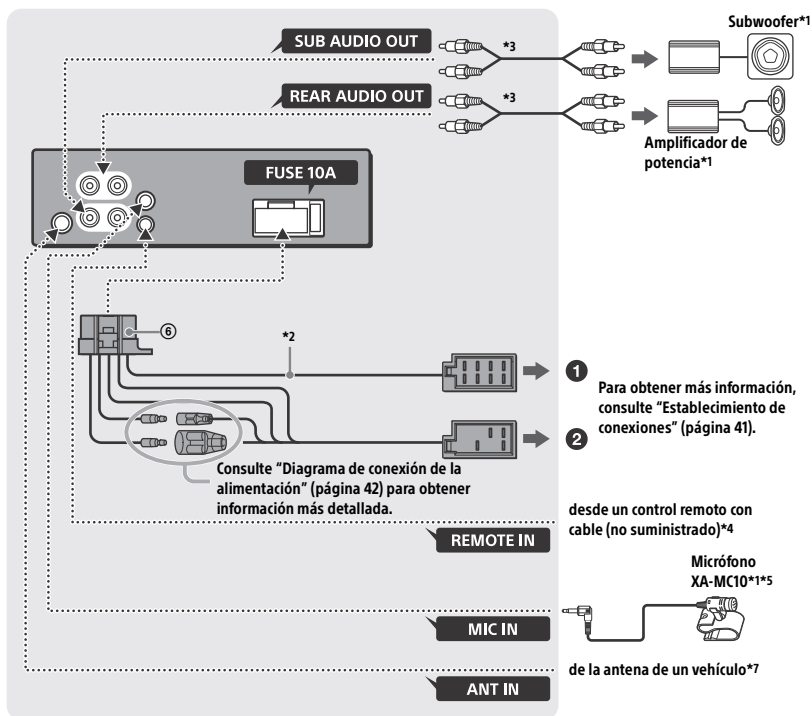 Subwoofer*1
SUB AUDIO OUT
*3
REAR AUDIO OUT
*3
Amplificador de
potencia*1
FUSE 10A
⑥
*2
❶
Para obtener más información,
consulte "Establecimiento de
conexiones" (página 41).
❷
Consulte "Diagrama de conexión de la
alimentación" (página 42) para obtener
información más detallada.
desde un control remoto con
cable (no suministrado)*4
REMOTE IN
Micrófono
XA-MC10*1*5
MIC IN
de la antena de un vehículo*7
ANT IN